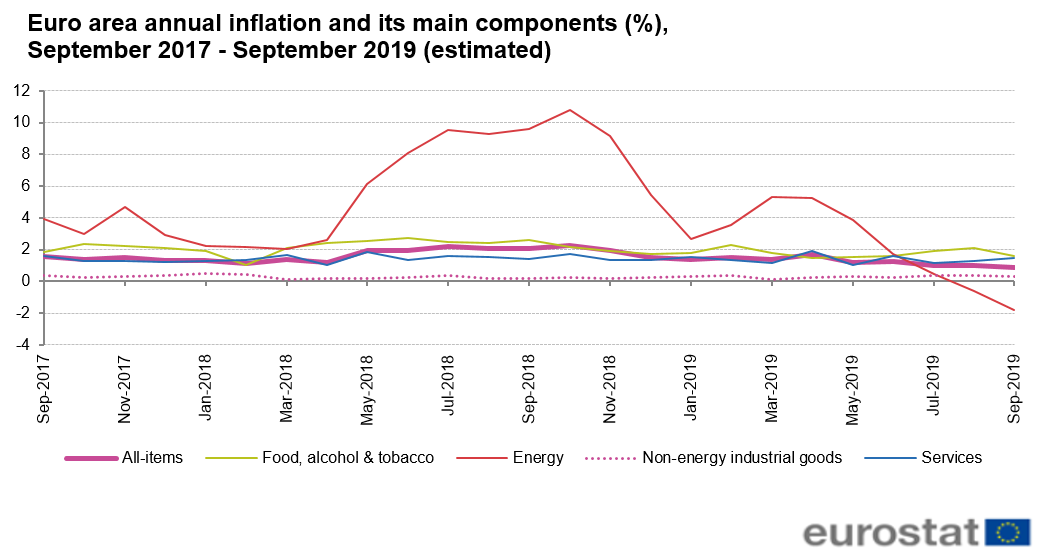 Euro area annual inflation and its main components (%),
September 2017 - September 2019 (estimated)
12
10
8
6
4
2
0
-2
-4
Sep-2017
Nov-2017
Jan-2018
Mar-2018
May-2018
Jul-2018
Sep-2018
Nov-2018
Jan-2019
Mar-2019
May-2019
Jul-2019
Sep-2019
All-items Food, alcohol & tobacco Energy Non-energy industrial goods Services
eurostat